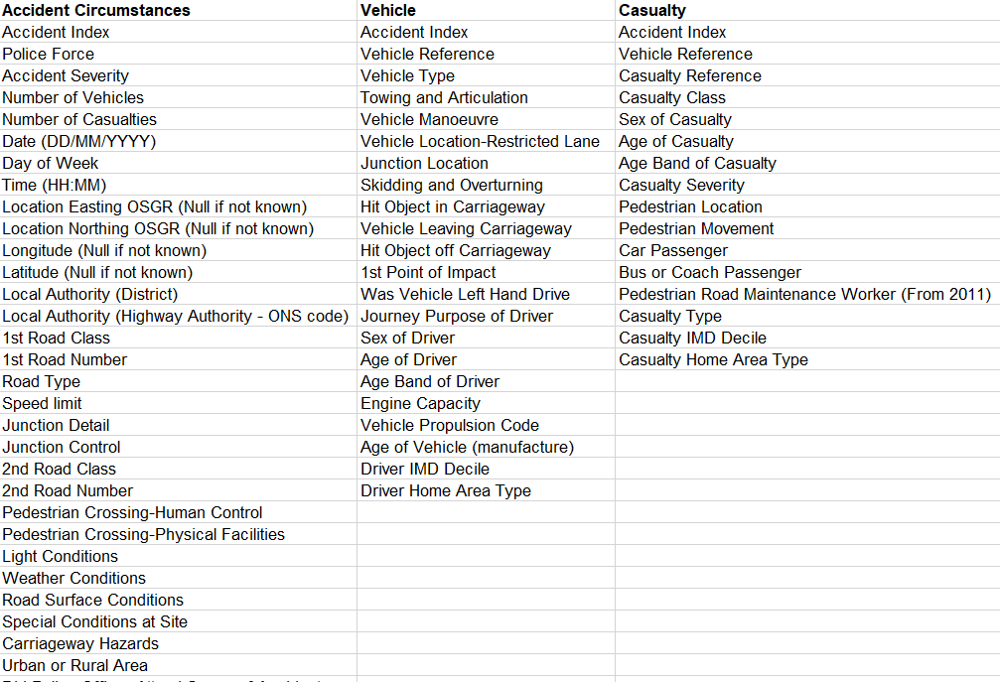 Accident Circumstances Vehicle Casualty
Accident Index Accident Index Accident Index
Police Force Vehicle Reference Vehicle Reference
Accident Severity Vehicle Type Casualty Reference
Number of Vehicles Towing and Articulation Casualty Class
Number of Casualties Vehicle Manoeuvre Sex of Casualty
Date (DD/MM/YYYY) Vehicle Location-Restricted Lane Age of Casualty
Day of Week Junction Location Age Band of Casualty
Time (HH:MM) Skidding and Overturning Casualty Severity
Location Easting OSGR (Null if not known) Hit Object in Carriageway Pedestrian Location
Location Northing OSGR (Null if not known) Vehicle Leaving Carriageway Pedestrian Movement
Longitude (Null if not known) Hit Object off Carriageway Car Passenger
Latitude (Null if not known) 1st Point of Impact Bus or Coach Passenger
Local Authority (District) Was Vehicle Left Hand Drive Pedestrian Road Maintenance Worker (From 2011)
Local Authority (Highway Authority - ONS code) Journey Purpose of Driver Casualty Type
1st Road Class Sex of Driver Casualty IMD Decile
1st Road Number Age of Driver Casualty Home Area Type
Road Type Age Band of Driver
Speed limit Engine Capacity
Junction Detail Vehicle Propulsion Code
Junction Control Age of Vehicle (manufacture)
2nd Road Class Driver IMD Decile
2nd Road Number Driver Home Area Type
Pedestrian Crossing-Human Control
Pedestrian Crossing-Physical Facilities
Light Conditions
Weather Conditions
Road Surface Conditions
Special Conditions at Site
Carriageway Hazards
Urban or Rural Area